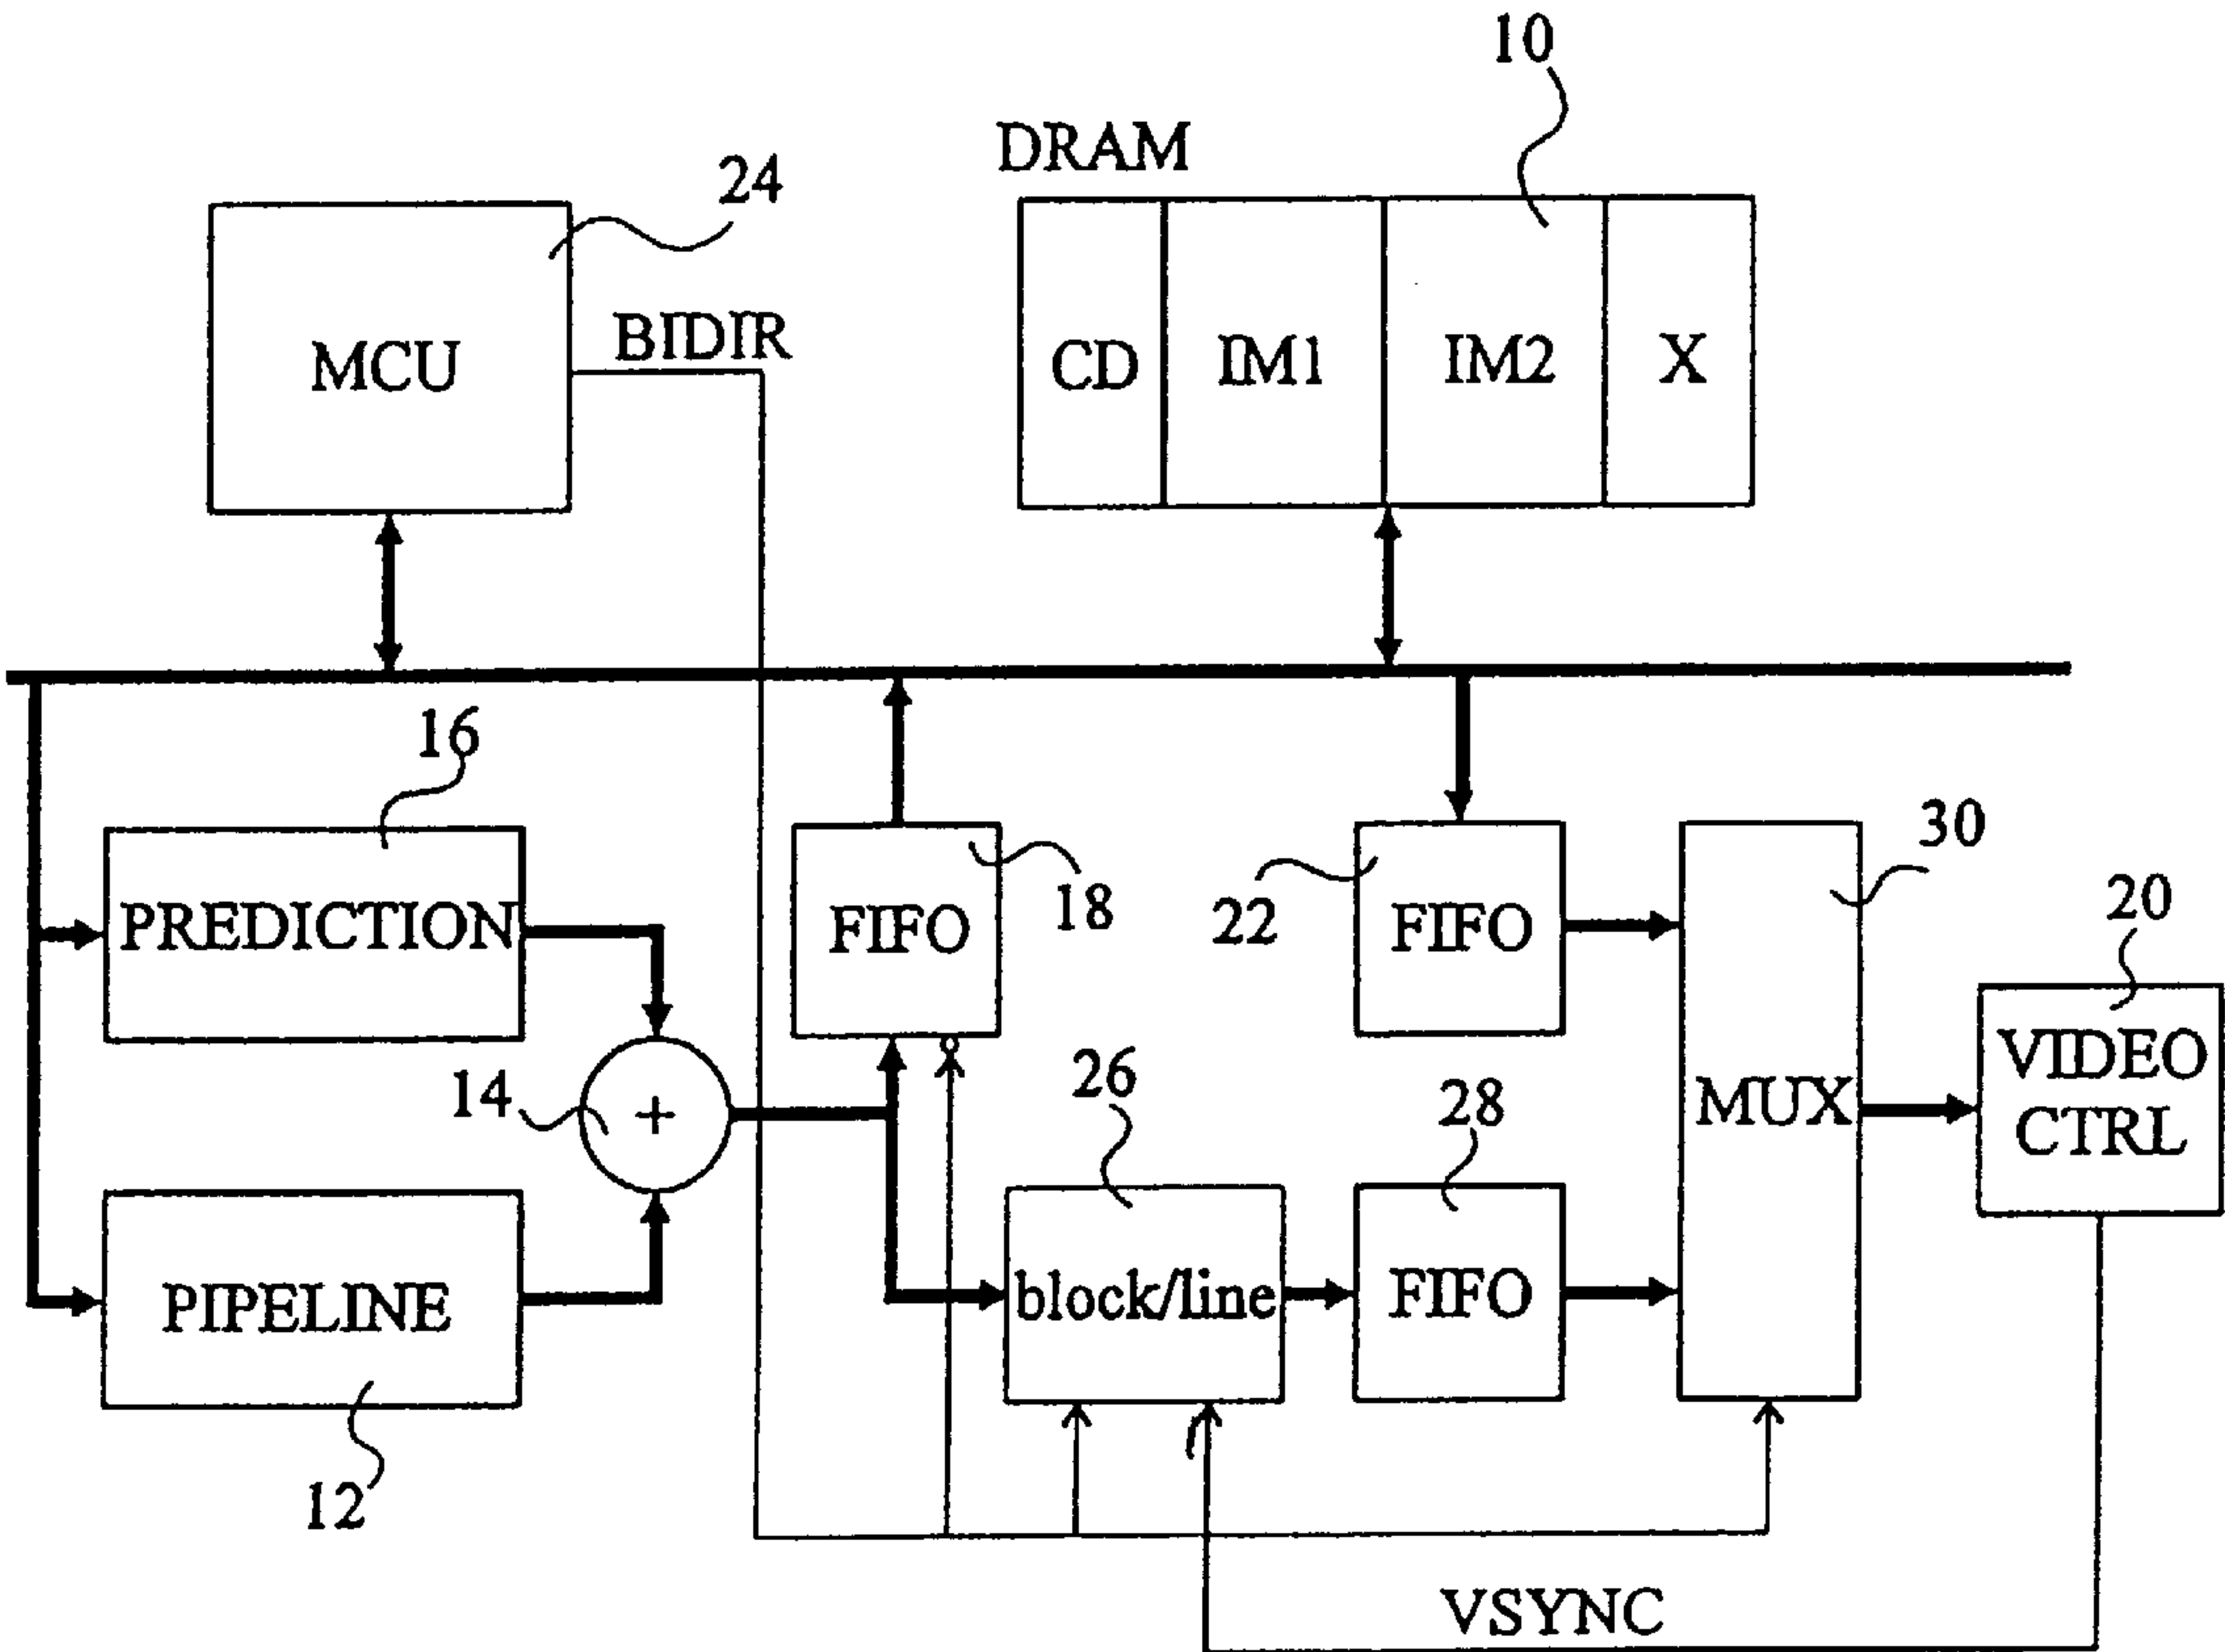 10
DRAM
24
MCU
BIDIR
CD
IM1
IM2
X
16
PREDICTION
FIFO
18
22
FIFO
30
20
VIDEO
CTRL
14
+
26
28
MUX
PIPELINE
block/line
FIFO
12
VSYNC